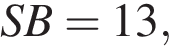 SB = 13,